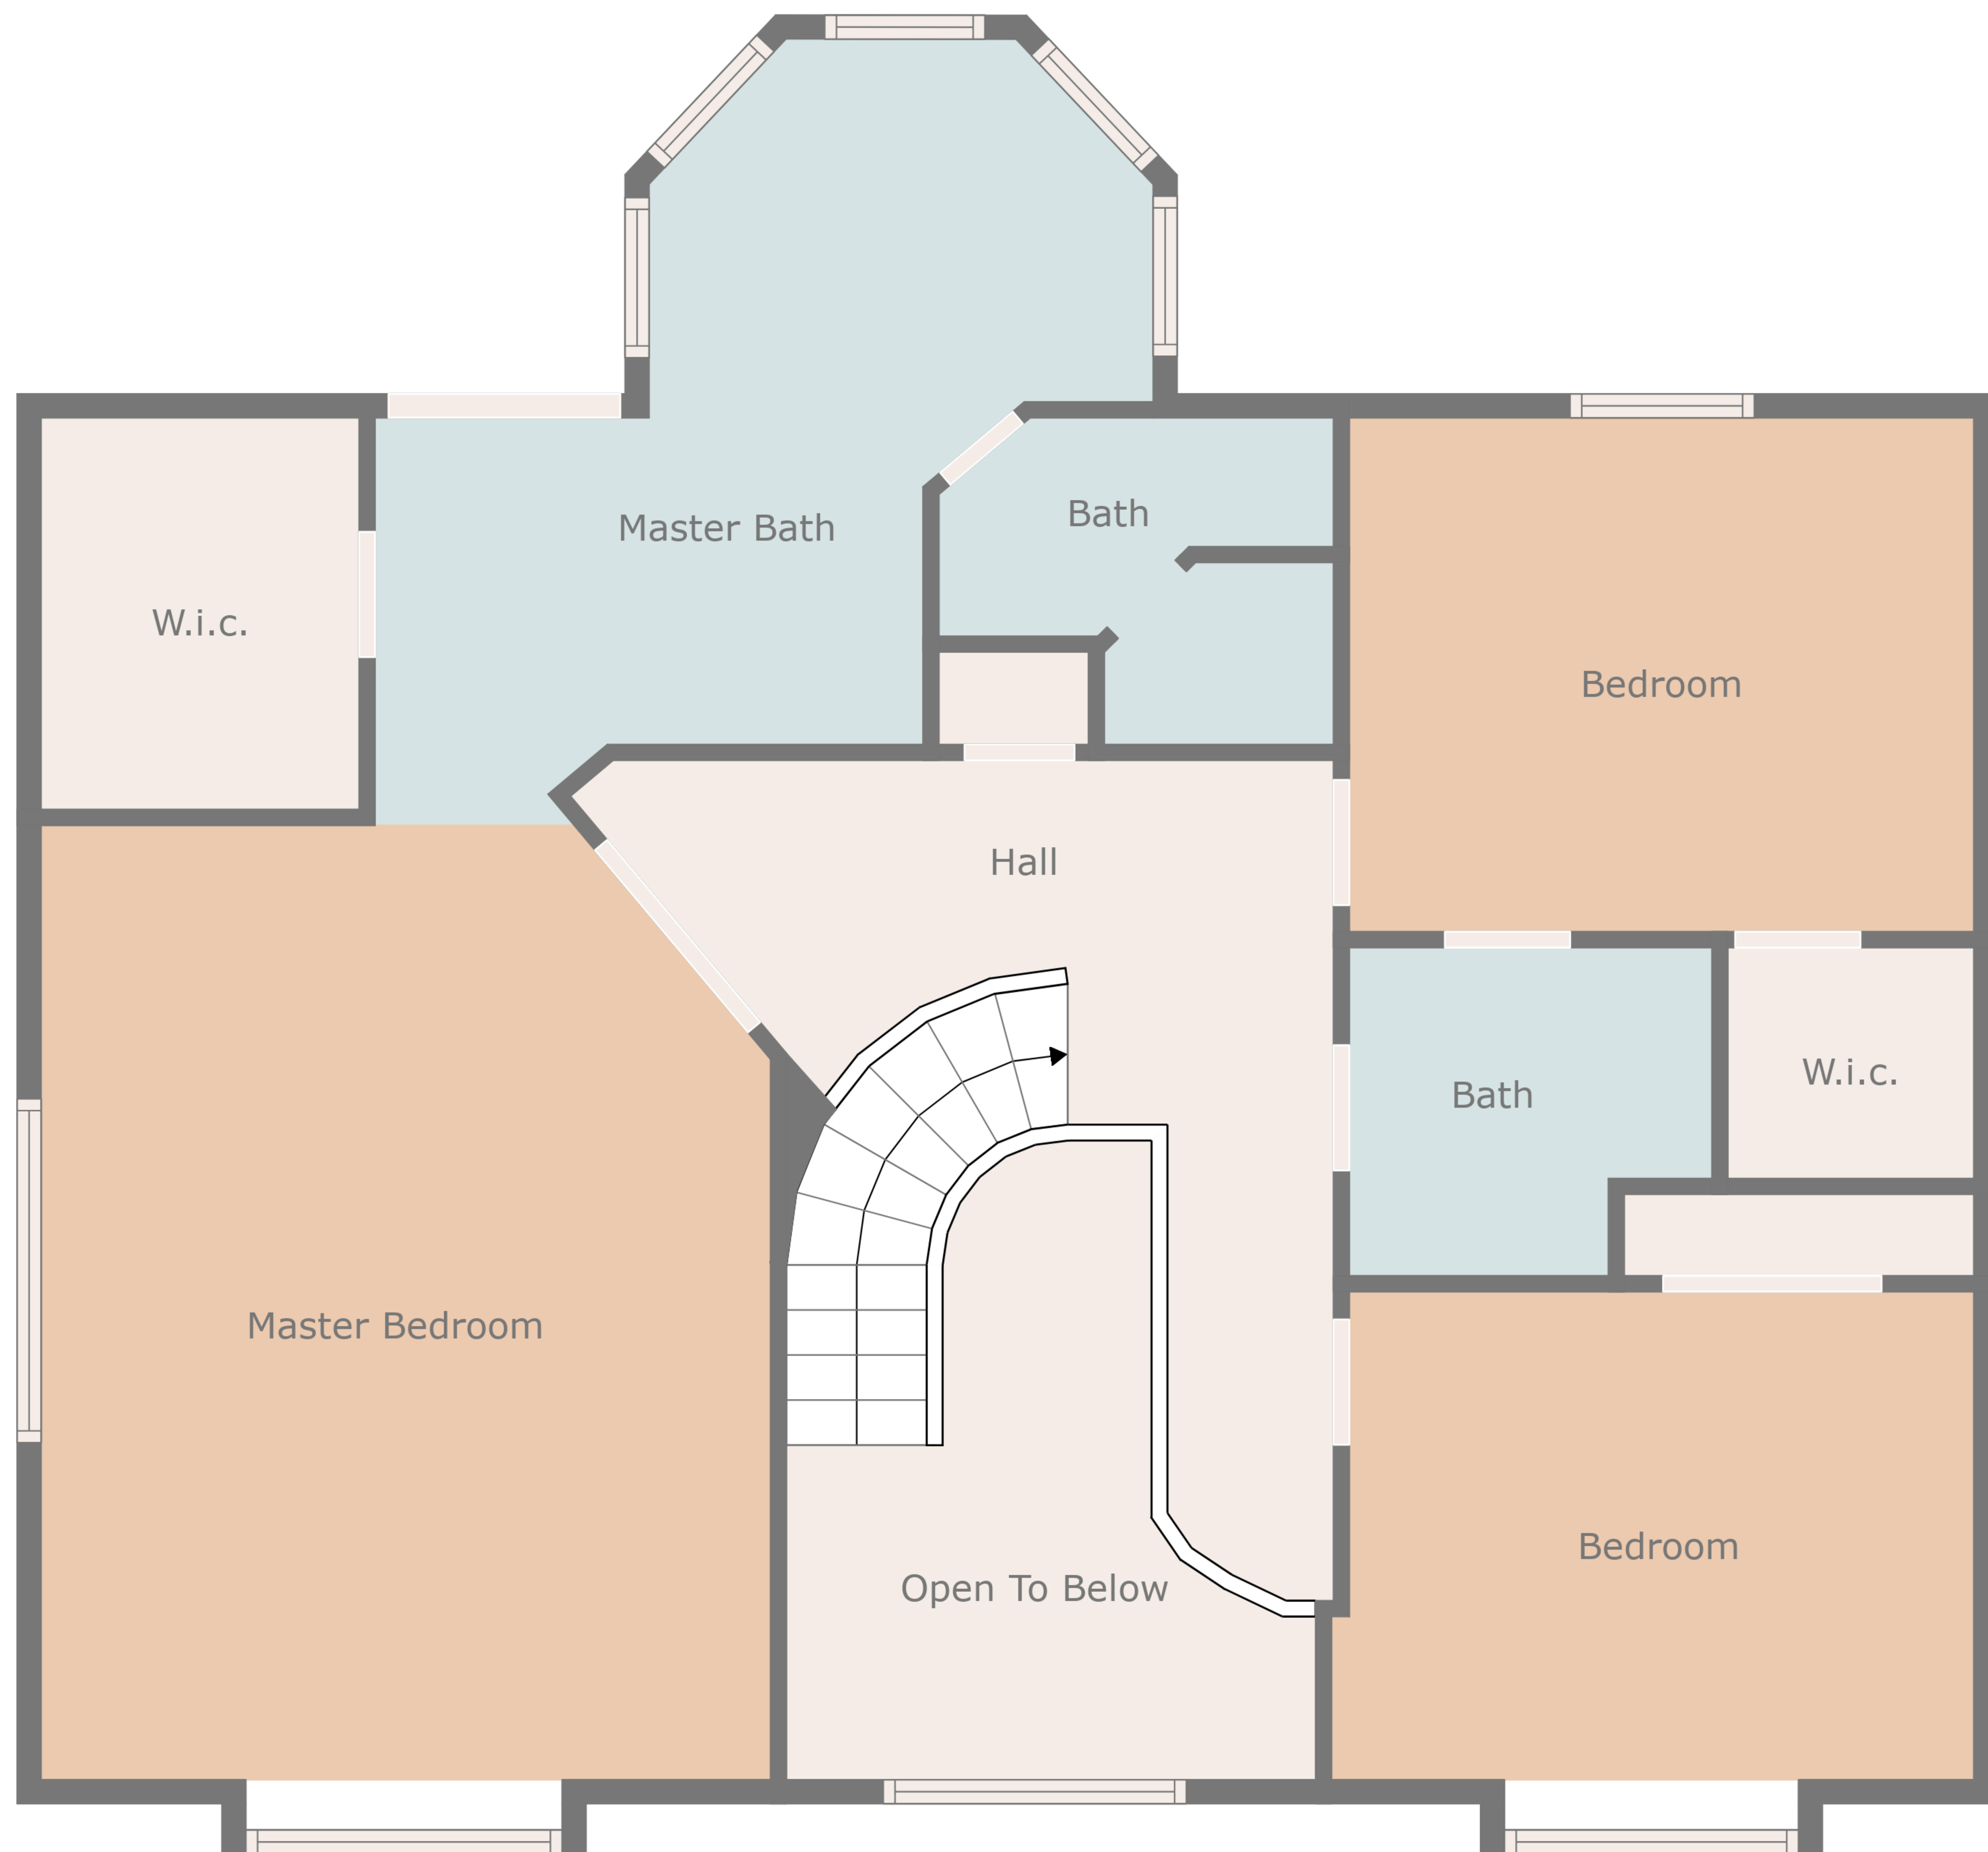 Master Bath
Bath
W.i.c.
Bedroom
Hall
Bath
W.i.c.
Master Bedroom
Bedroom
Open To Below